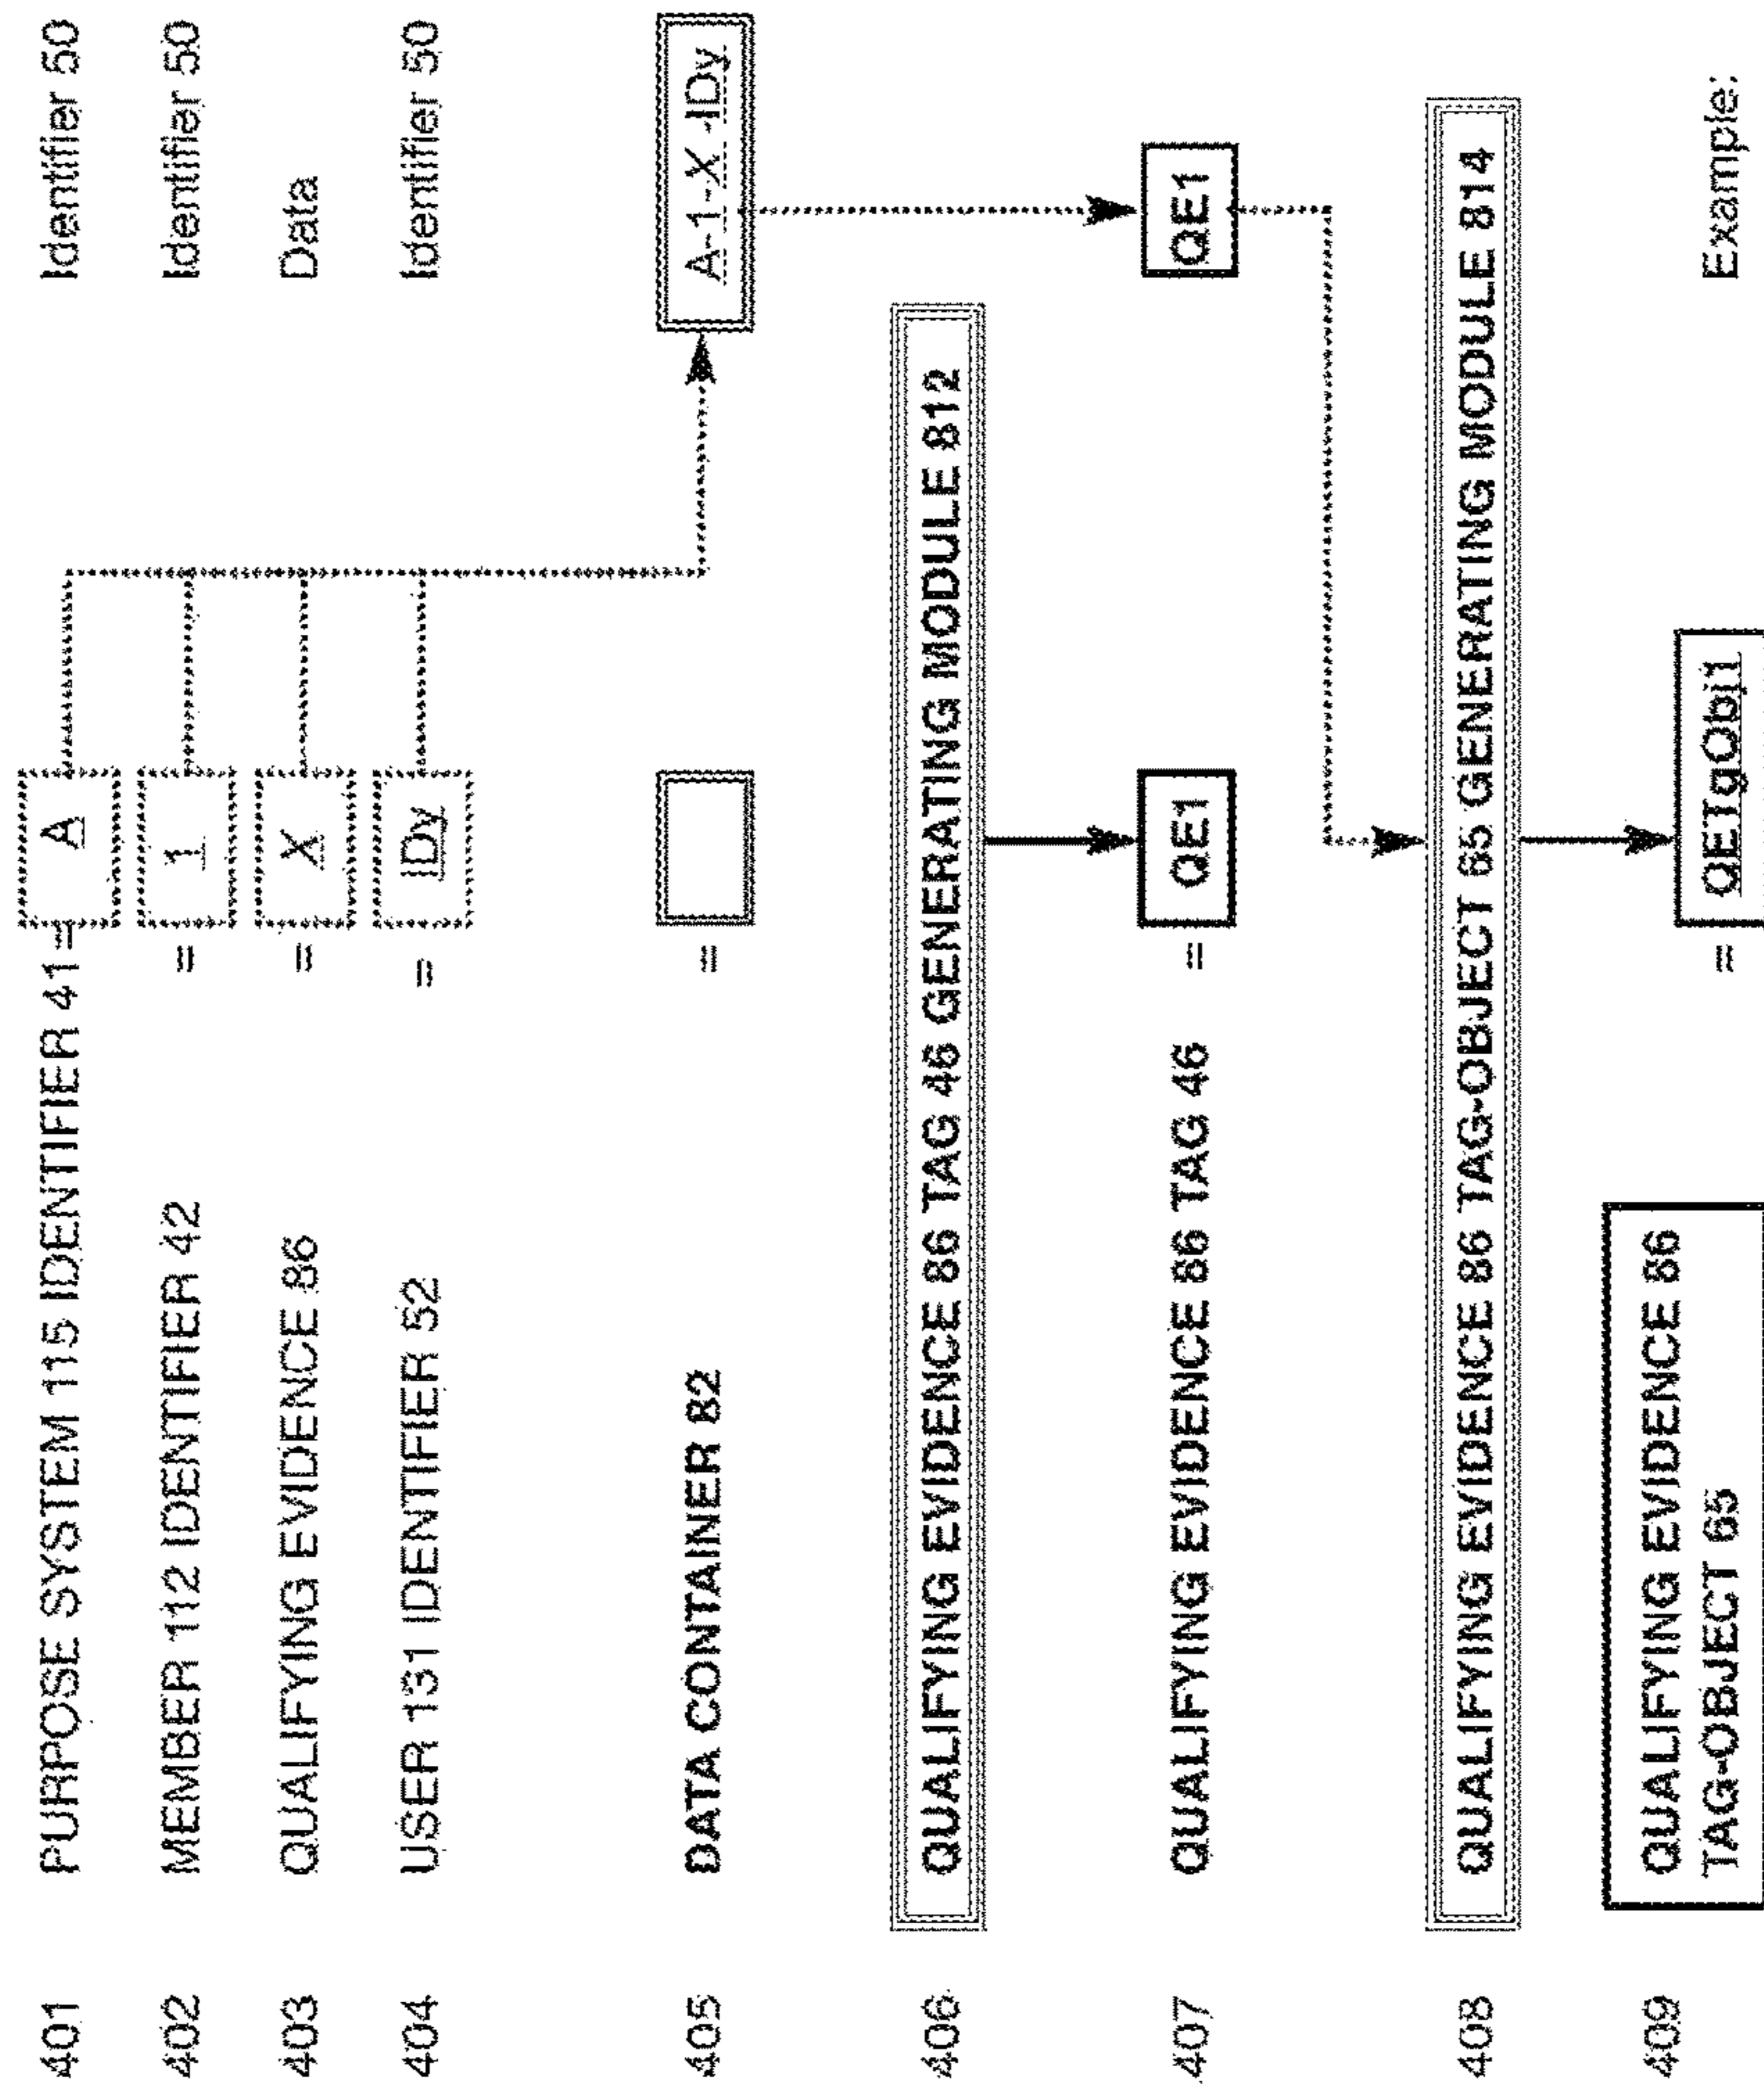 401 PURPOSE SYSTEM 115 IDENTIFIER 41= A Identifier 50
402 MEMBER 112 IDENTIFIER 42 = 1 Identifier 50
403 QUALIFYING EVIDENCE 86 = X Data
404 USER 131 IDENTIFIER 52 = IDy Identifier 50
405 DATA CONTAINER 82 = A-1-X-IDy
406 QUALIFYING EVIDENCE 86 TAG 46 GENERATING MODULE 812
407 QUALIFYING EVIDENCE 86 TAG 46 = QE1 QE1
408 QUALIFYING EVIDENCE 86 TAG-OBJECT 65 GENERATING MODULE 814
409 QUALIFYING EVIDENCE 86
TAG-OBJECT 65 = QETgObj1 Example: